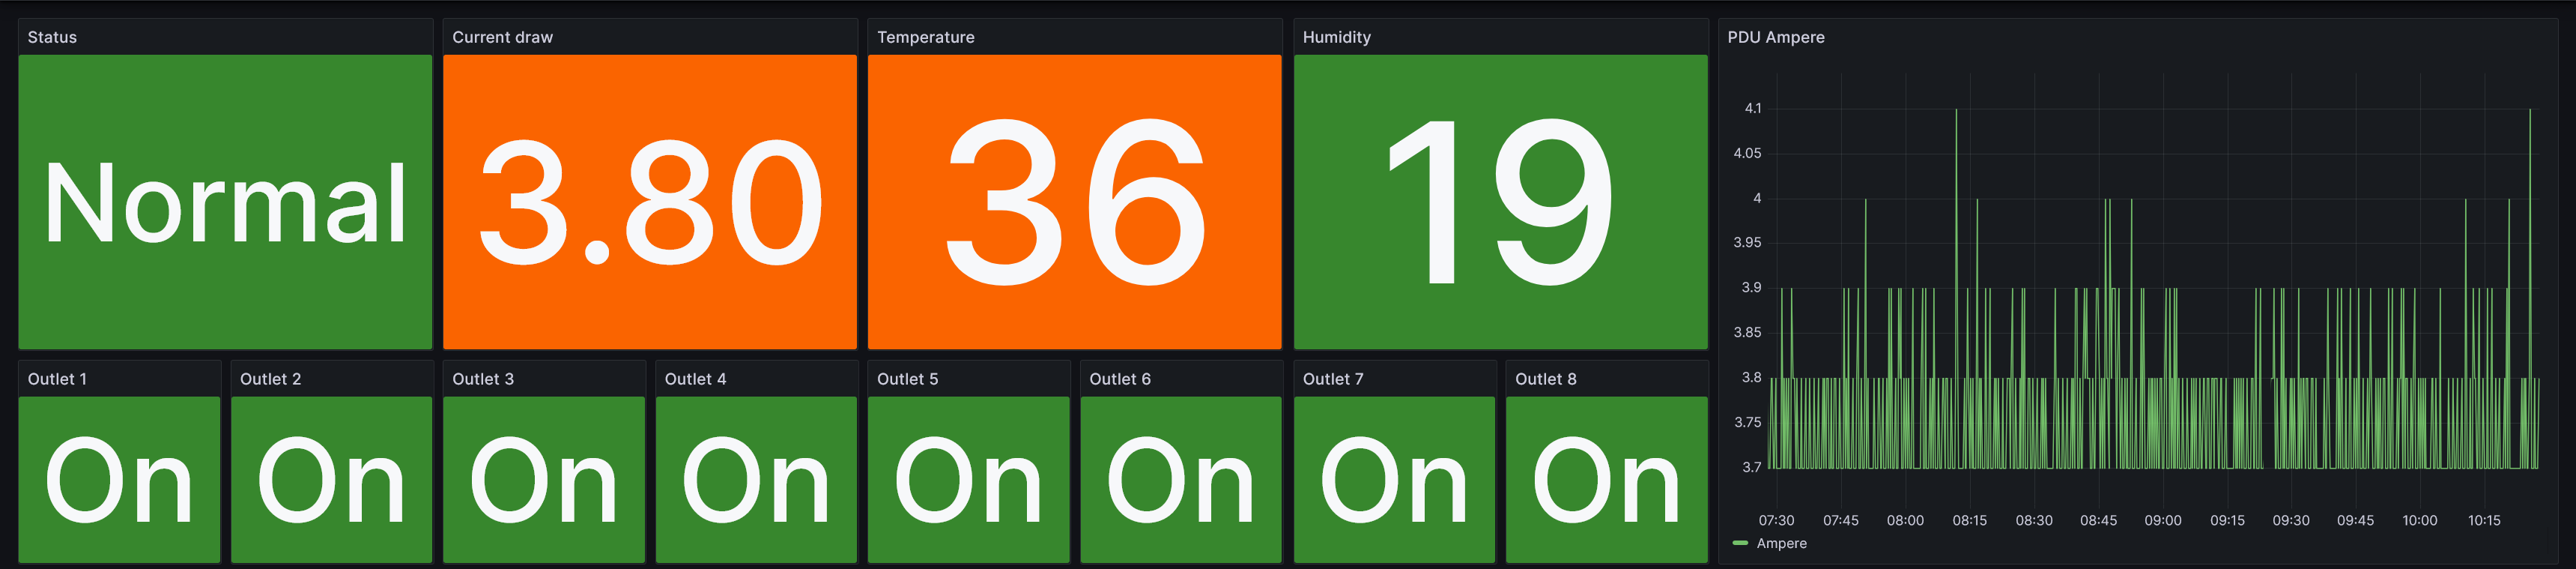 Status
Normal
Current draw
3.80
Temperature
36
Humidity
19
Outlet 1
On
Outlet 2
On
Outlet 3
On
Outlet 4
On
Outlet 5
On
Outlet 6
On
Outlet 7
On
Outlet 8
On
PDU Ampere
4.1
4.05
4
3.95
3.9
3.85
3.8
3.75
3.7
07:30 07:45 08:00 08:15 08:30 08:45 09:00 09:15 09:30 09:45 10:00 10:15
Ampere